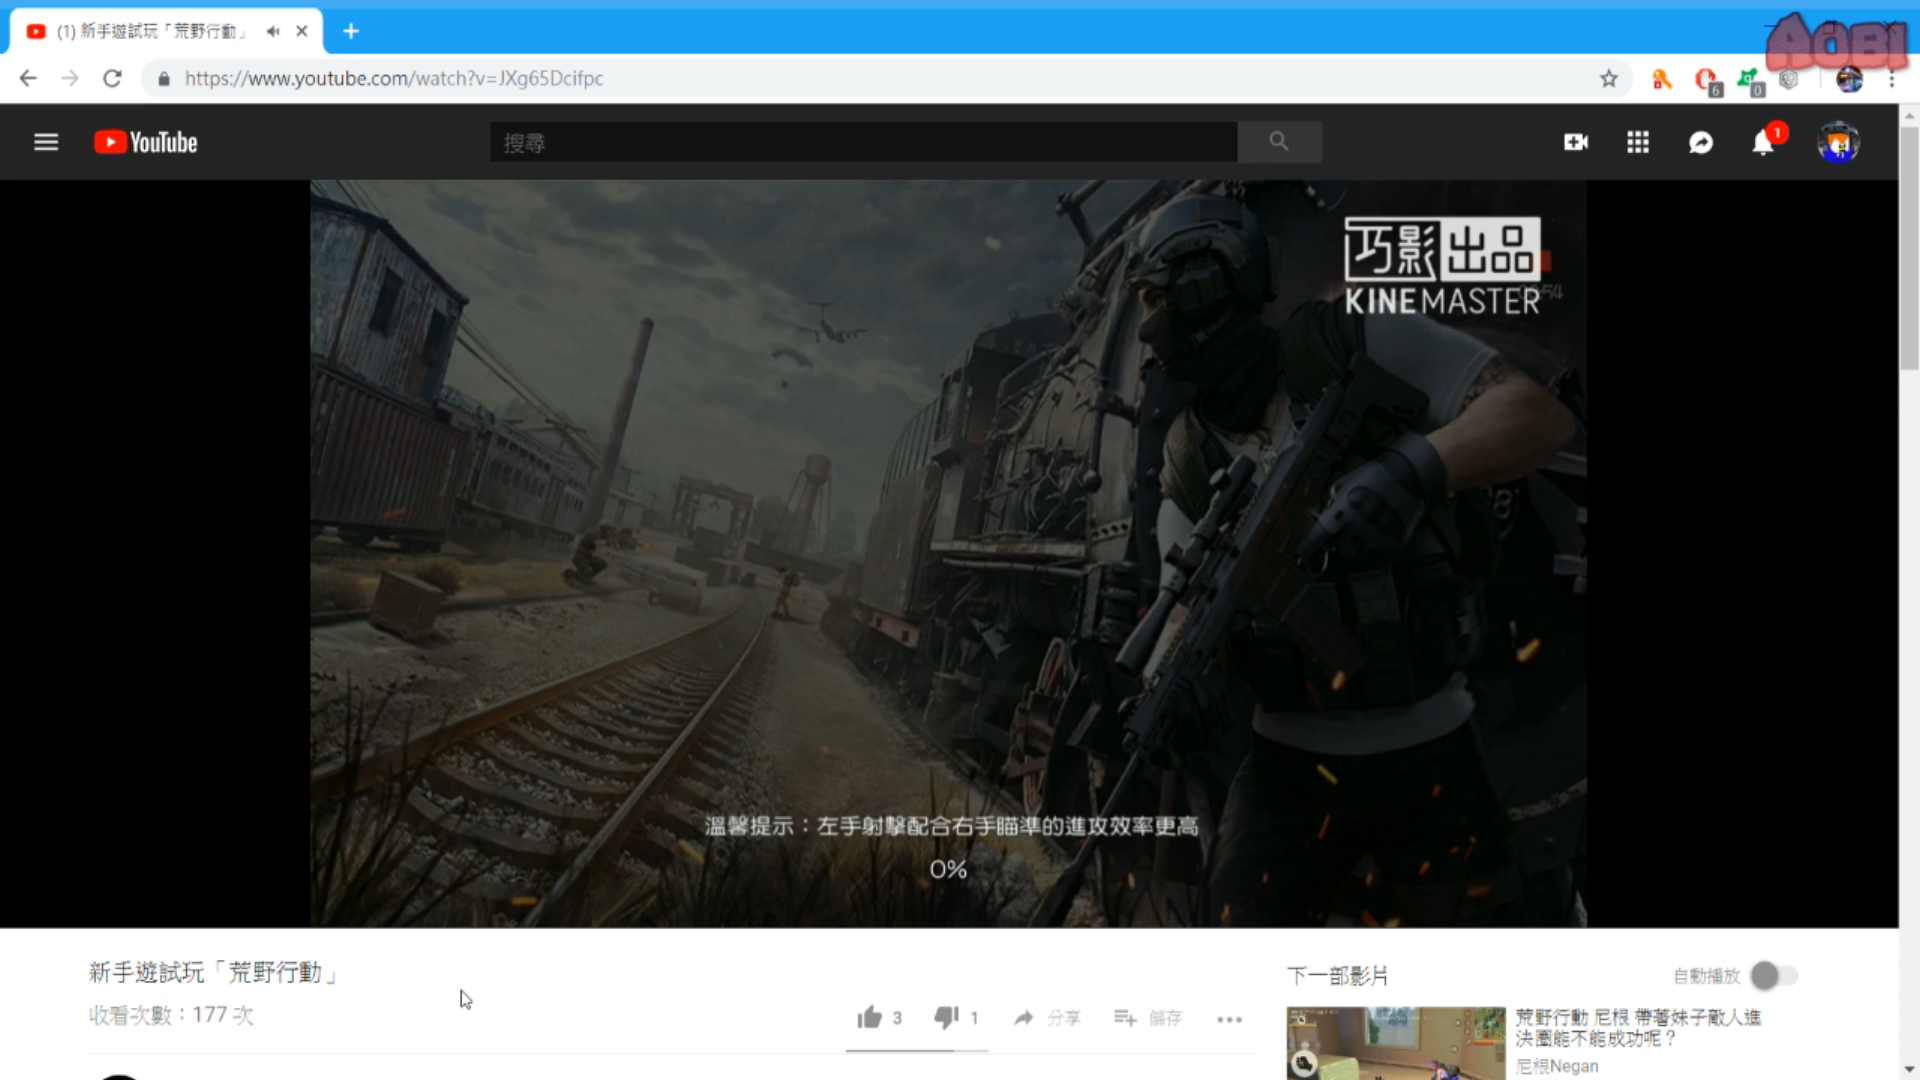 (1) 新手遊試玩「荒野行動」
AOBI
https://www.youtube.com/watch?v=JXg65Dcifpc
6
0
YouTube
搜尋
1
巧影出品
KINEMASTER
溫馨提示：左手射擊配合右手瞄準的進攻效率更高
0%
新手遊試玩「荒野行動」
收看次數：177 次
3
1
分享
儲存
下一部影片
自動播放
荒野行動 尼根 帶著妹子敵人進
決圈能不能成功呢？
尼根Negan